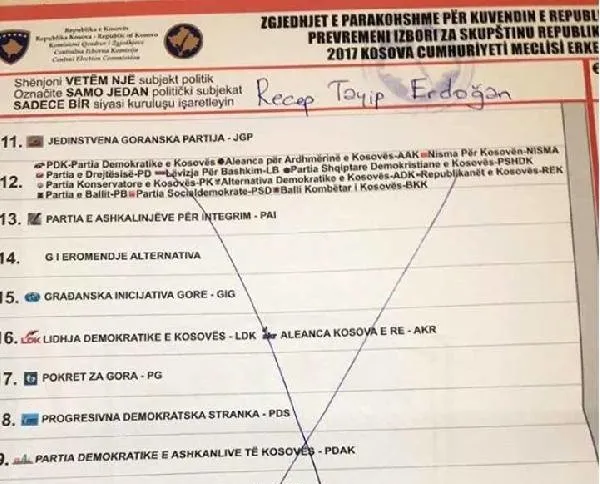 Republika e Kosovës
Republika Kosova - Republic of Kosovo
Komisioni Qendror i Zgjedhjeve
Centralna Izborna Komisija
Central Election Commission
ZGJEDHJET E PARAKOHSHME PËR KUVENDIN E REPUBL
PREVREMENI IZBORI ZA SKUPŠTINU REPUBLIK
2017 KOSOVA CUMHURİYETİ MECLİSİ ERKE
Shënjoni VETËM NJË subjekt politik
Označite SAMO JEDAN politički subjekat
SADECE BİR siyasi kuruluşu işaretleyin
Recep Tayip Erdoğan
11. JEDINSTVENA GORANSKA PARTIJA - JGP
12. PDK-Partia Demokratike e Kosovës Aleanca për Ardhmërinë e Kosovës-AAK Nisma Për Kosovën-NISMA
Partia e Drejtësisë-PD Lëvizja Për Bashkim-LB Partia Shqiptare Demokristiane e Kosovës-PSHDK
Partia Konservatore e Kosovës-PK Alternativa Demokratike e Kosovës-ADK Republikanët e Kosovës-REK
Partia e Ballit-PB Partia Socialdemokrate-PSD Balli Kombëtar i Kosovës-BKK
13. PARTIA E ASHKALINJËVE PËR INTEGRIM - PAI
14. G I EROMENDJE ALTERNATIVA
15. GRAĐANSKA INICIJATIVA GORE - GIG
6. LDK LIDHJA DEMOKRATIKE E KOSOVËS - LDK ALEANCA KOSOVA E RE - AKR
7. POKRET ZA GORA - PG
8. PROGRESIVNA DEMOKRATSKA STRANKA - PDS
9. PARTIA DEMOKRATIKE E ASHKANLIVE TË KOSOVËS - PDAK